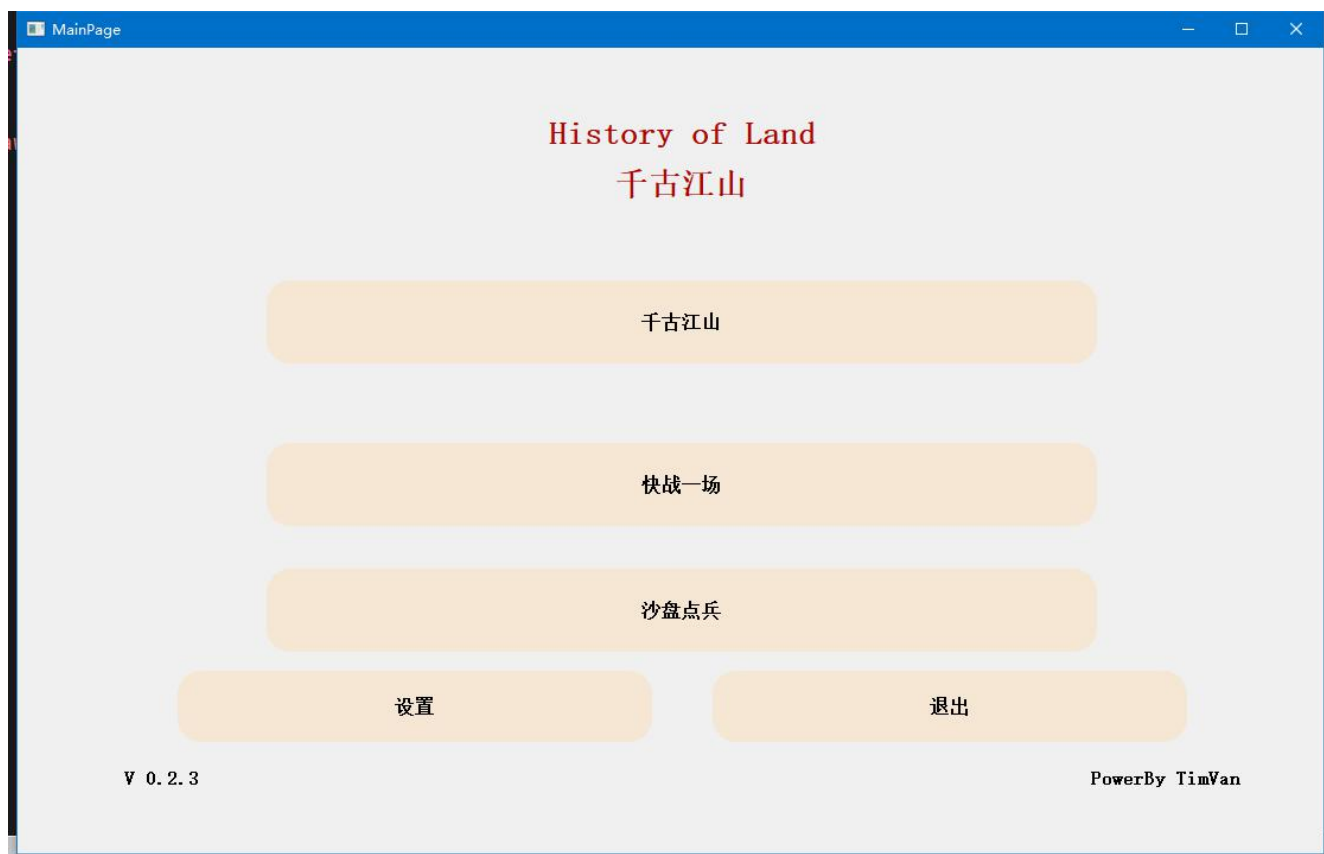 MainPage
History of Land
千古江山
千古江山
快战一场
沙盘点兵
设置
退出
V 0.2.3
PowerBy TimVan